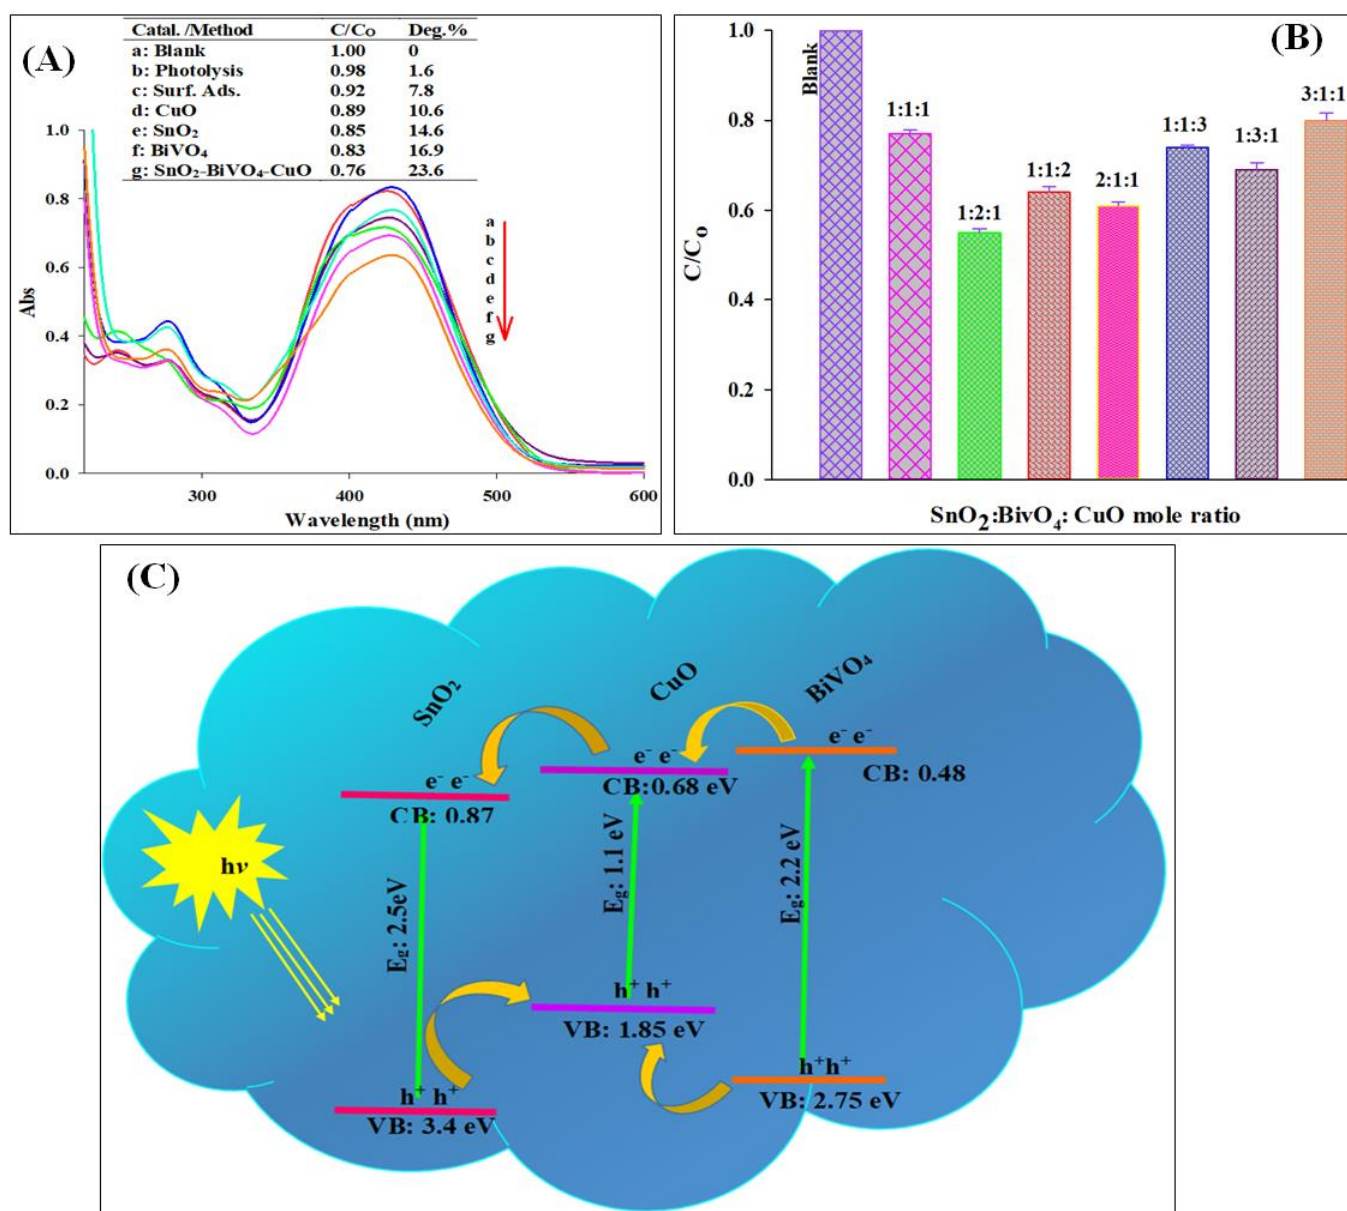 (A)
Catal. /Method C/Co Deg.%
a: Blank 1.00 0
b: Photolysis 0.98 1.6
c: Surf. Ads. 0.92 7.8
d: CuO 0.89 10.6
e: SnO₂ 0.85 14.6
f: BiVO₄ 0.83 16.9
g: SnO₂-BiVO₄-CuO 0.76 23.6
1.0
0.8
0.6
0.4
0.2
0.0
Abs
a
b
c
d
e
f
g
300 400 500 600
Wavelength (nm)
(B)
1.0
0.8
0.6
0.4
0.2
0.0
C/Co
Blank
1:1:1
1:2:1
1:1:2
2:1:1
1:1:3
1:3:1
3:1:1
SnO₂:BivO₄: CuO mole ratio
(C)
SnO₂
CuO
BiVO₄
e⁻ e⁻
CB: 0.87
e⁻ e⁻
CB:0.68 eV
e⁻ e⁻
CB: 0.48
hν
Eg: 2.5eV
Eg: 1.1 eV
Eg: 2.2 eV
h⁺ h⁺
VB: 3.4 eV
h⁺ h⁺
VB: 1.85 eV
h⁺h⁺
VB: 2.75 eV